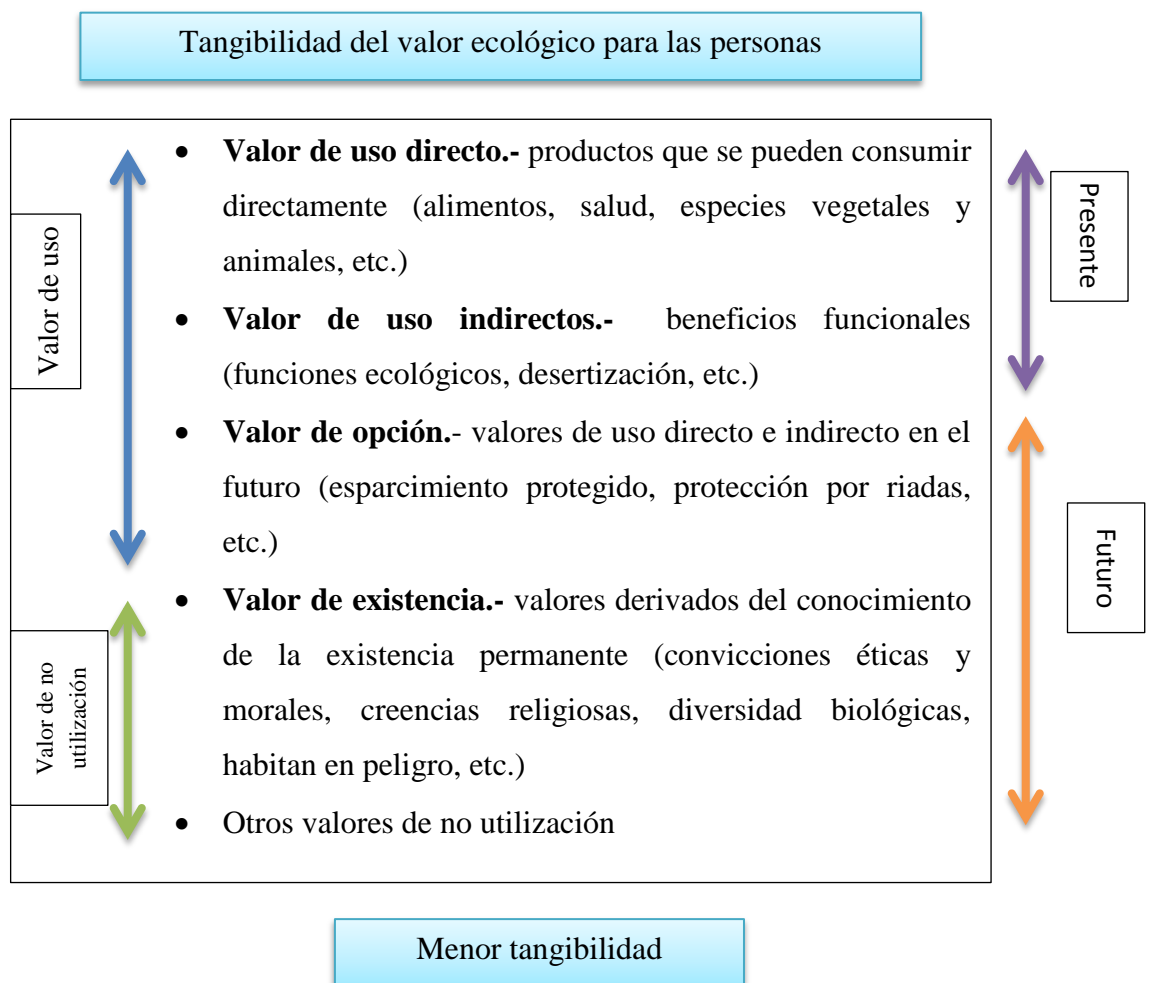 Tangibilidad del valor ecológico para las personas
• Valor de uso directo.- productos que se pueden consumir
directamente (alimentos, salud, especies vegetales y
animales, etc.)
• Valor de uso indirectos.- beneficios funcionales
(funciones ecológicos, desertización, etc.)
• Valor de opción.- valores de uso directo e indirecto en el
futuro (esparcimiento protegido, protección por riadas,
etc.)
• Valor de existencia.- valores derivados del conocimiento
de la existencia permanente (convicciones éticas y
morales, creencias religiosas, diversidad biológicas,
habitan en peligro, etc.)
• Otros valores de no utilización
Valor de uso
Valor de no
utilización
Presente
Futuro
Menor tangibilidad